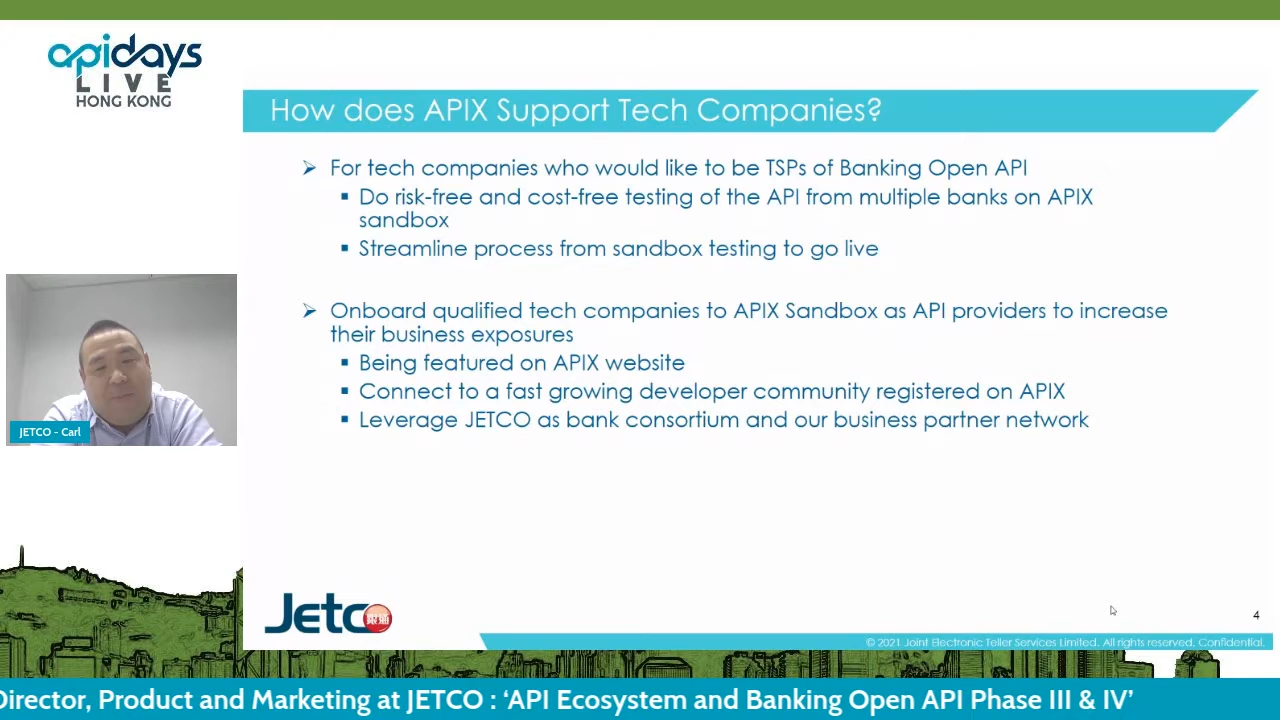 apidays
LIVE
HONG KONG
How does APIX Support Tech Companies?
For tech companies who would like to be TSPs of Banking Open API
Do risk-free and cost-free testing of the API from multiple banks on APIX
sandbox
Streamline process from sandbox testing to go live
Onboard qualified tech companies to APIX Sandbox as API providers to increase
their business exposures
Being featured on APIX website
Connect to a fast growing developer community registered on APIX
Leverage JETCO as bank consortium and our business partner network
JETCO - Carl
Jetco 銀通
4
© 2021 Joint Electronic Teller Services Limited. All rights reserved. Confidential.
Director, Product and Marketing at JETCO : ‘API Ecosystem and Banking Open API Phase III & IV’